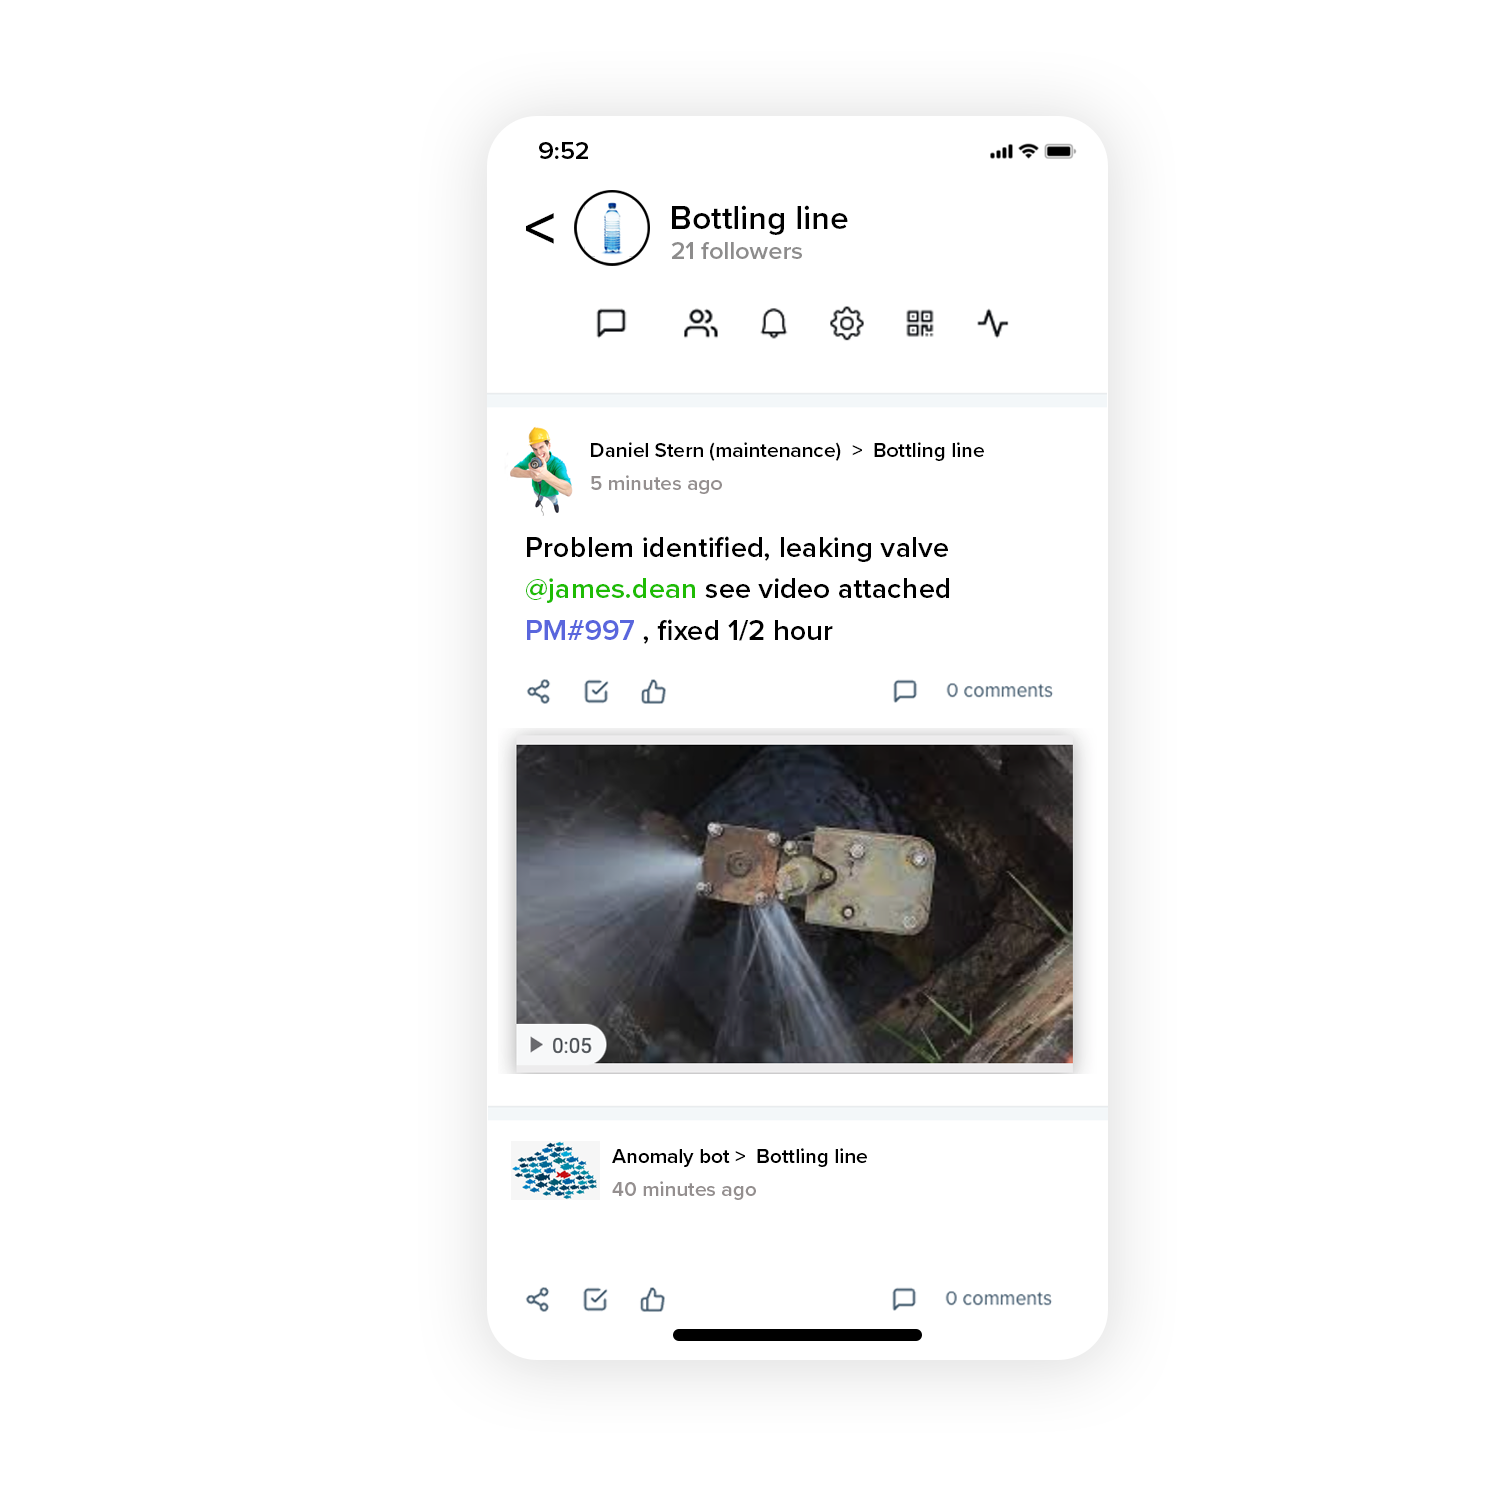 9:52
< Bottling line
21 followers
Daniel Stern (maintenance) > Bottling line
5 minutes ago
Problem identified, leaking valve
@james.dean see video attached
PM#997 , fixed 1/2 hour
0 comments
0:05
Anomaly bot > Bottling line
40 minutes ago
0 comments